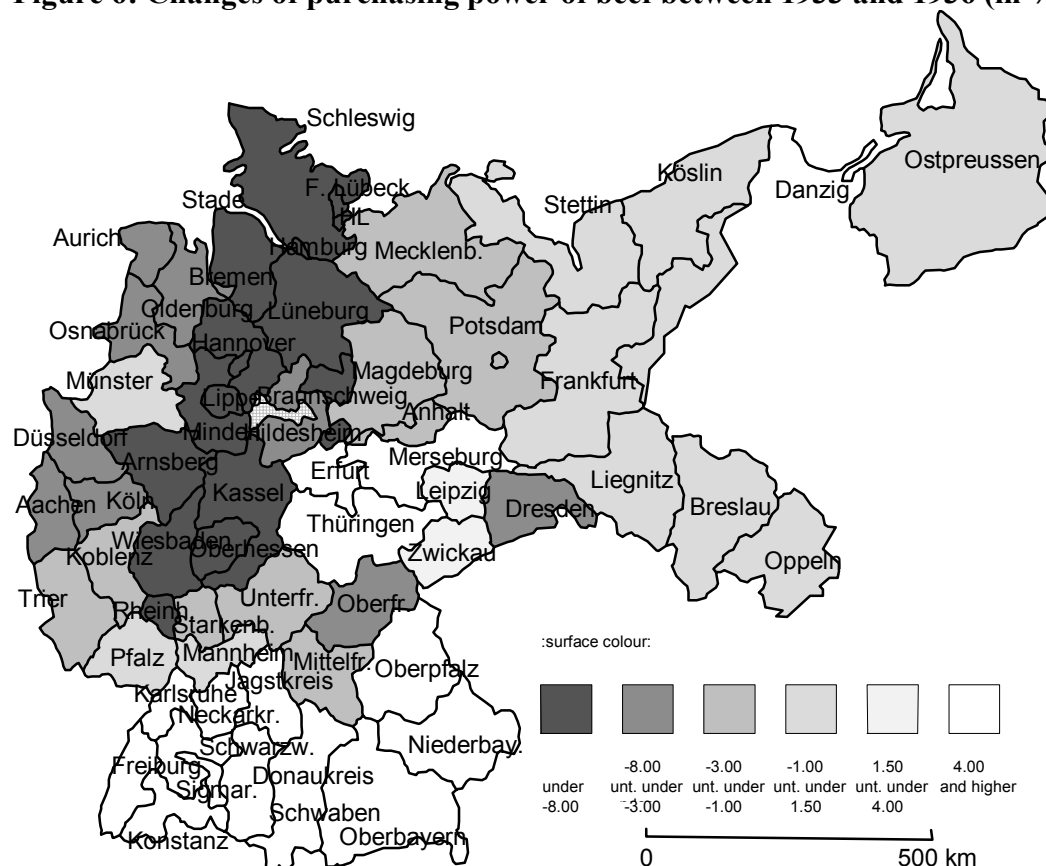 Figure 6: Changes of purchasing power of beer between 1933 and 1936 (in %
Schleswig
F. Lübeck
HL
Stade
Hamburg
Aurich
Bremen
Mecklenb.
Stettin
Köslin
Danzig
Ostpreussen
Oldenburg
Lüneburg
Osnabrück
Hannover
Potsdam
Münster
Magdeburg
Frankfurt
Lippe
Braunschweig
Anhalt
Minden
Hildesheim
Düsseldorf
Arnsberg
Merseburg
Erfurt
Liegnitz
Leipzig
Kassel
Köln
Aachen
Dresden
Breslau
Thüringen
Wiesbaden
Oberhessen
Koblenz
Zwickau
Oppeln
Trier
Rheinh.
Unterfr.
Oberfr.
Starkenb.
Pfalz
Mannheim
Mittelfr.
Oberpfalz
Jagstkreis
Karlsruhe
Neckarkr.
Schwarzw.
Niederbay.
Freiburg
Donaukreis
Sigmar.
Schwaben
Konstanz
Oberbayern
:surface colour:
under
-8.00
-8.00
unt. under
-3.00
-3.00
unt. under
-1.00
-1.00
unt. under
1.50
1.50
unt. under
4.00
4.00
and higher
0
500 km